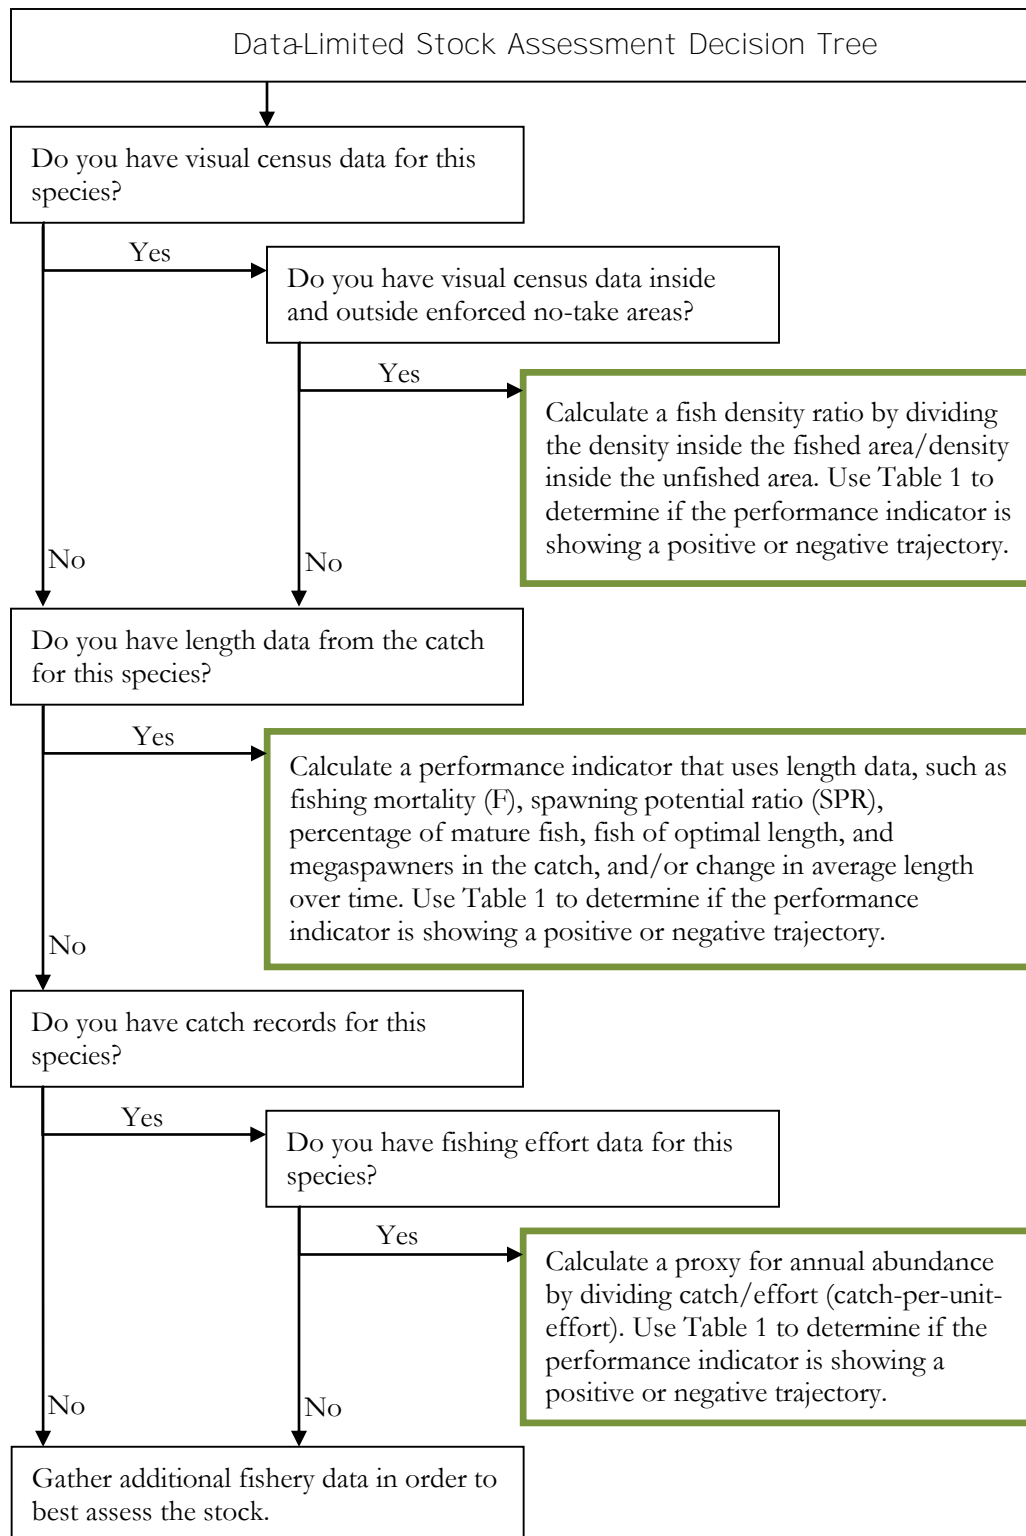 Data-Limited Stock Assessment Decision Tree
Do you have visual census data for this
species?
Yes
Do you have visual census data inside
and outside enforced no-take areas?
Yes
Calculate a fish density ratio by dividing
the density inside the fished area/density
inside the unfished area. Use Table 1 to
determine if the performance indicator is
showing a positive or negative trajectory.
No
No
Do you have length data from the catch
for this species?
Yes
Calculate a performance indicator that uses length data, such as
fishing mortality (F), spawning potential ratio (SPR),
percentage of mature fish, fish of optimal length, and
megaspawners in the catch, and/or change in average length
over time. Use Table 1 to determine if the performance
indicator is showing a positive or negative trajectory.
No
Do you have catch records for this
species?
Yes
Do you have fishing effort data for this
species?
Yes
Calculate a proxy for annual abundance
by dividing catch/effort (catch-per-unit-
effort). Use Table 1 to determine if the
performance indicator is showing a
positive or negative trajectory.
No
No
Gather additional fishery data in order to
best assess the stock.